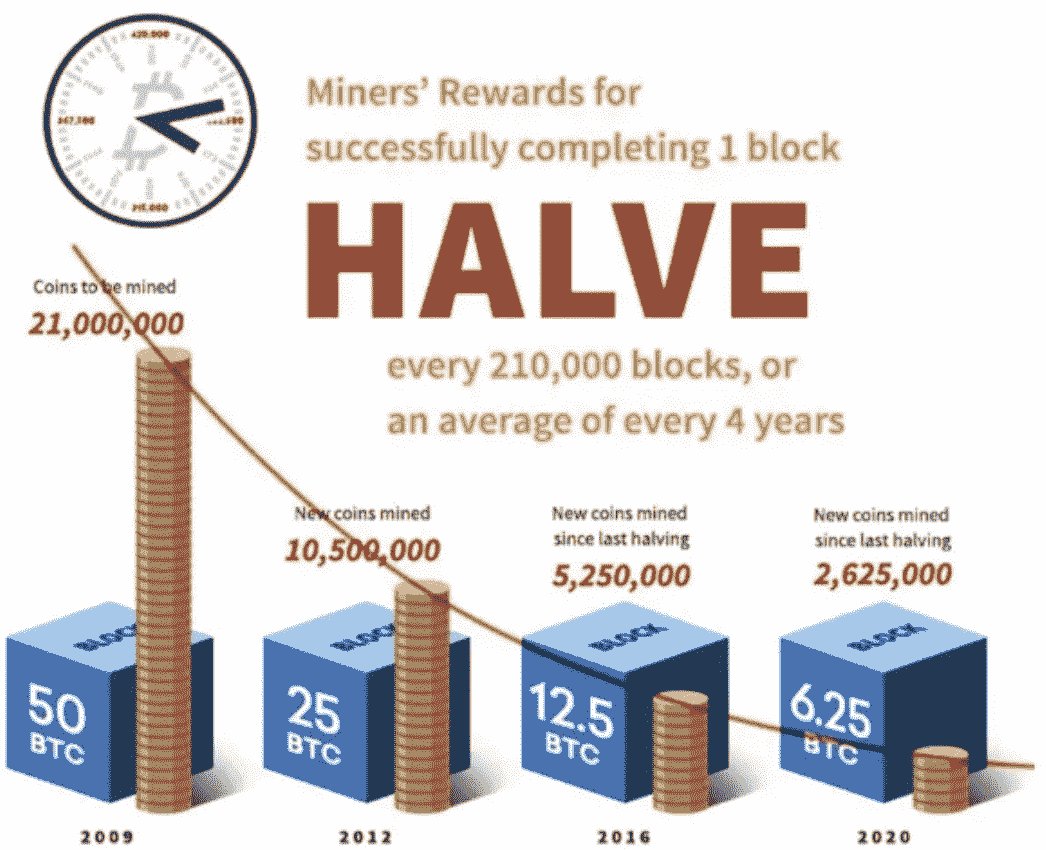 420,000
Miners' Rewards for
successfully completing 1 block
HALVE
every 210,000 blocks, or
an average of every 4 years
Coins to be mined
21,000,000
New coins mined
10,500,000
New coins mined
since last halving
5,250,000
New coins mined
since last halving
2,625,000
BLOCK
50
BTC
BLOCK
25
BTC
BLOCK
12.5
BTC
BLOCK
6.25
BTC
2009
2012
2016
2020